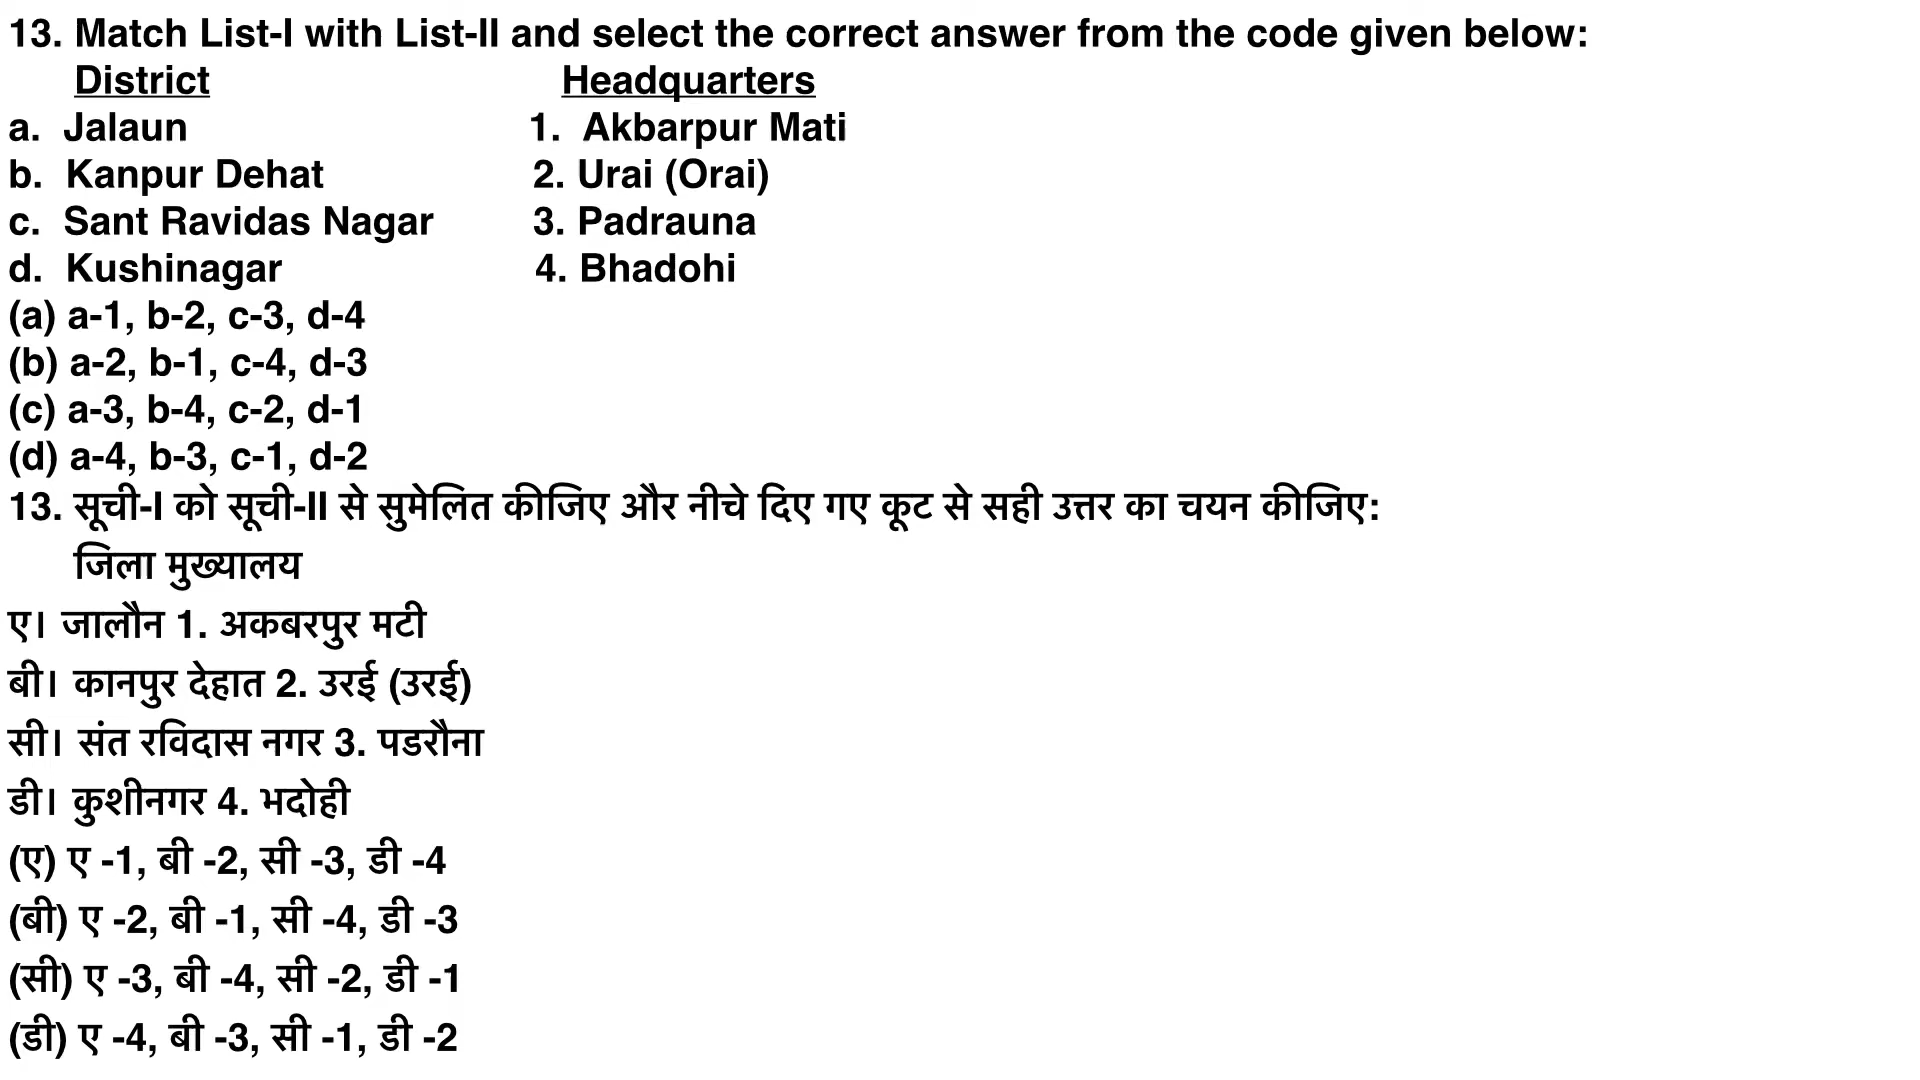 13. Match List-I with List-II and select the correct answer from the code given below:
District Headquarters
a. Jalaun 1. Akbarpur Mati
b. Kanpur Dehat 2. Urai (Orai)
c. Sant Ravidas Nagar 3. Padrauna
d. Kushinagar 4. Bhadohi
(a) a-1, b-2, c-3, d-4
(b) a-2, b-1, c-4, d-3
(c) a-3, b-4, c-2, d-1
(d) a-4, b-3, c-1, d-2
13. सूची-I को सूची-II से सुमेलित कीजिए और नीचे दिए गए कूट से सही उत्तर का चयन कीजिए:
जिला मुख्यालय
ए। जालौन 1. अकबरपुर मटी
बी। कानपुर देहात 2. उरई (उरई)
सी। संत रविदास नगर 3. पडरौना
डी। कुशीनगर 4. भदोही
(ए) ए -1, बी -2, सी -3, डी -4
(बी) ए -2, बी -1, सी -4, डी -3
(सी) ए -3, बी -4, सी -2, डी -1
(डी) ए -4, बी -3, सी -1, डी -2